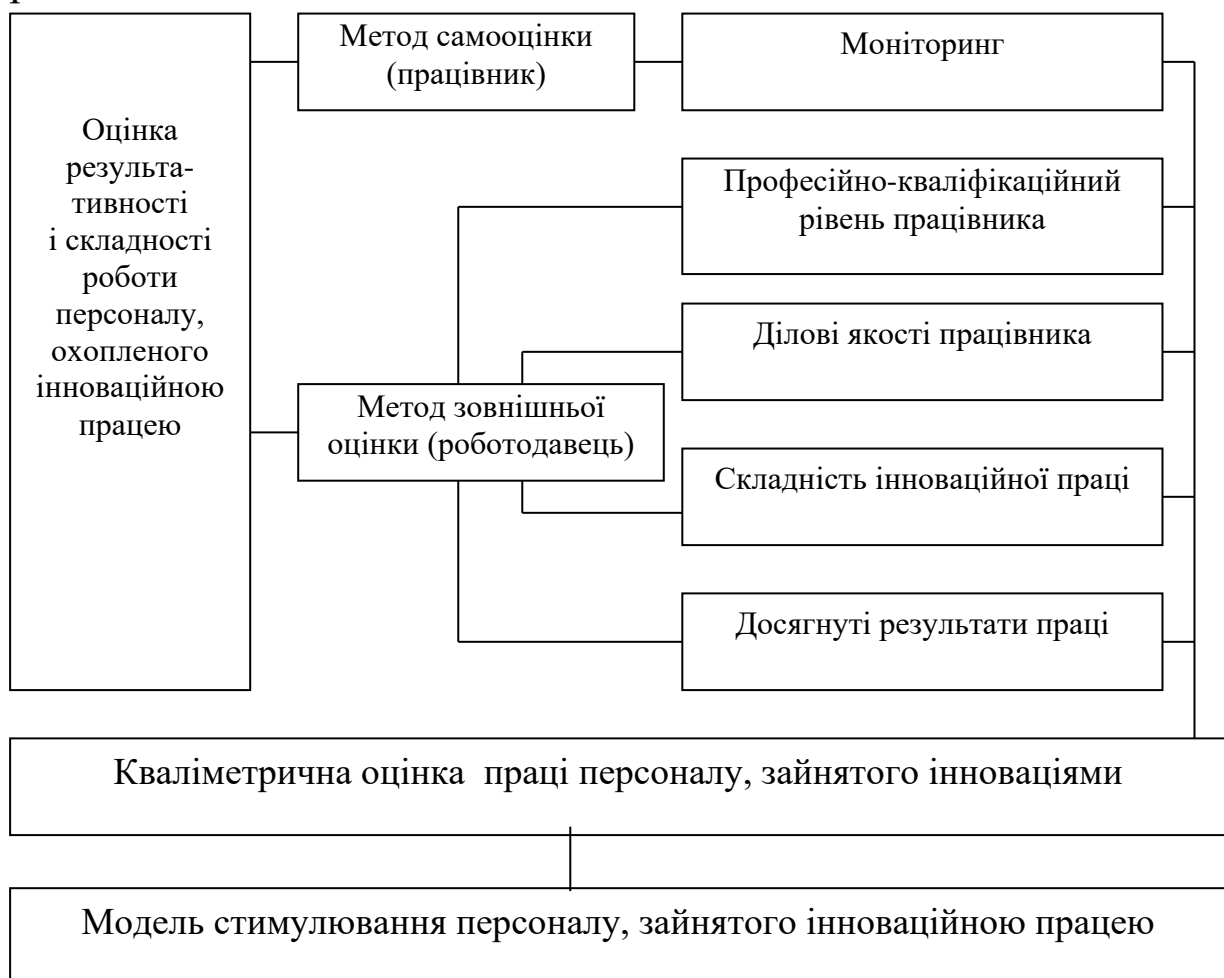 Метод самооцінки
(працівник)
Моніторинг
Оцінка
результа-
тивності
і складності
роботи
персоналу,
охопленого
інноваційною
працею
Професійно-кваліфікаційний
рівень працівника
Ділові якості працівника
Метод зовнішньої
оцінки (роботодавець)
Складність інноваційної праці
Досягнуті результати праці
Кваліметрична оцінка  праці персоналу, зайнятого інноваціями
Модель стимулювання персоналу, зайнятого інноваційною працею